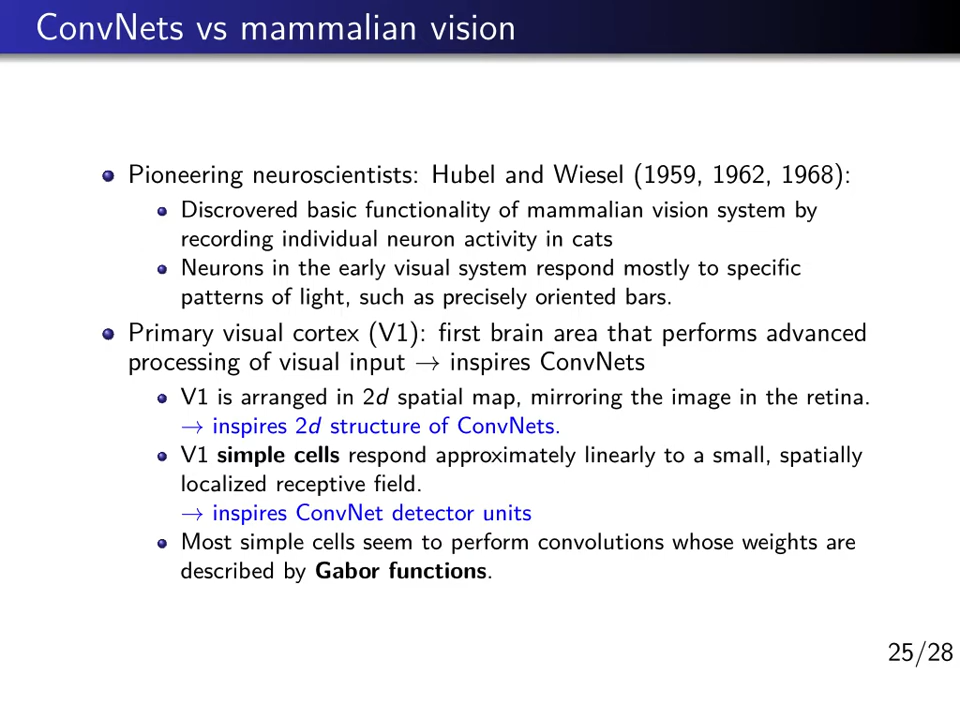 ConvNets vs mammalian vision
Pioneering neuroscientists: Hubel and Wiesel (1959, 1962, 1968):
Discrovered basic functionality of mammalian vision system by
recording individual neuron activity in cats
Neurons in the early visual system respond mostly to specific
patterns of light, such as precisely oriented bars.
Primary visual cortex (V1): first brain area that performs advanced
processing of visual input → inspires ConvNets
V1 is arranged in 2d spatial map, mirroring the image in the retina.
→ inspires 2d structure of ConvNets.
V1 simple cells respond approximately linearly to a small, spatially
localized receptive field.
→ inspires ConvNet detector units
Most simple cells seem to perform convolutions whose weights are
described by Gabor functions.
25/28